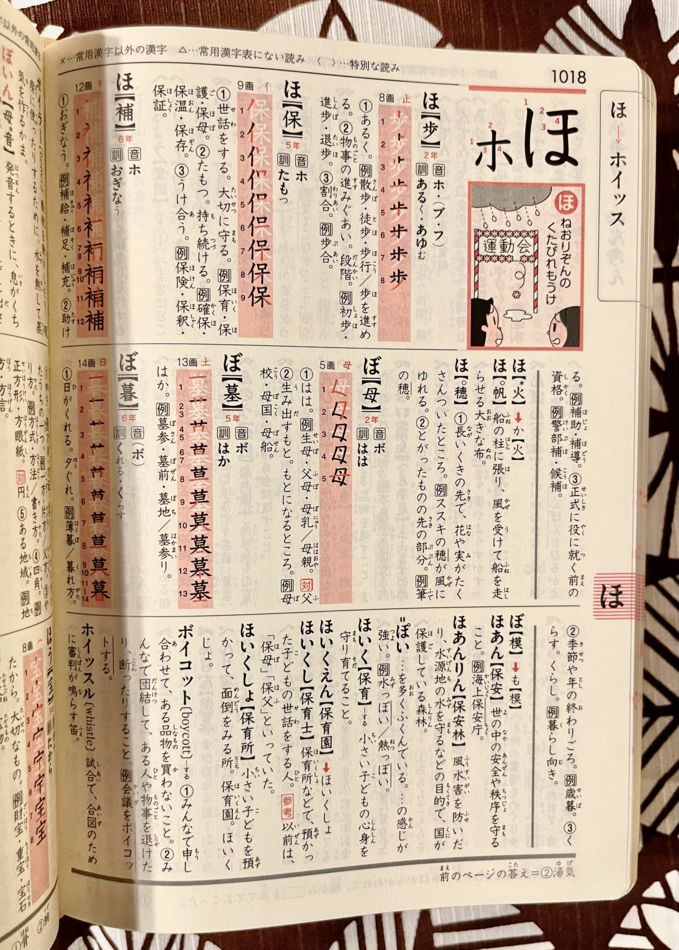 ×…常用漢字以外の漢字　△…常用漢字表にない読み　〈　〉…特別な読み
1018
ほ→ホイッス
ほ
ホ
ほ
ねおりぞんの
くたびれもうけ
運動会
ほ【歩】2年 音 ホ・（ブ・フ）
訓 あるく・あゆむ
8画 止
①あるく。例散歩・徒歩・歩行／歩を進め
る。②物事の進みぐあい。段階。例初歩・
進歩・退歩。③割合。例歩合。
ほ【保】5年 音 ホ
訓 たもつ
9画 亻
①世話をする。大切に守る。例保育・保
護・保母。②たもつ。持ち続ける。例確保・
保温・保存。③うけ合う。例保険・保釈・
保証。
ほ【補】6年 音 ホ
訓 おぎなう
12画
①おぎなう。例補給・補足・補充。②助け
る。例補助・補導。③正式に役に就く前の
資格。例警部補・候補。
ほ【火】→か【火】
ほ【帆】船の柱に張り、風を受けて船を走
らせる大きな布。
ほ【穂】①長いくきの先で、花や実がたく
さんついたところ。例ススキの穂が風に
ゆれる。②とがったものの先の部分。例筆
の穂。
ぼ【母】2年 音 ボ
訓 はは
5画 母
①はは。例生母・父母・母乳／母親。対父
②生み出すもと。もとになるところ。例母
校・母国・母船。
ぼ【墓】5年 音 ボ
訓 はか
13画 土
はか。例墓参・墓前・墓地／墓参り。
ぼ【暮】6年 音（ボ）
訓 くれる・くらす
14画 日
①日がくれる。夕ぐれ。例薄暮／暮れ方。
②季節や年の終わりごろ。例歳暮。③く
らす。くらし。例暮らし向き。
ぼ【模】→も【模】
ほあん【保安】世の中の安全や秩序を守る
こと。例海上保安庁。
ほあんりん【保安林】風水害を防いだ
り、水源地の水を守るなどの目的で、国が
保護している森林。
っぽい …を多くふくんでいる。…の感じが
強い。例水っぽい／熱っぽい。
ほいく【保育】―する 小さい子どもの心身を
守り育てること。
ほいくえん【保育園】→ほいくしょ
ほいくし【保育士】保育所などで、預かっ
た子どもの世話をする人。参考以前は、
「保母」「保父」といっていた。
ほいくしょ【保育所】小さい子どもを預
かって、面倒をみる所。保育園。ほいく
じょ。
ボイコット（boycott）―する ①みんなで申し
合わせて、ある品物を買わないこと。②み
んなで団結して、ある人や物事を退けた
り、断ったりすること。例会議をボイコッ
トする。
ホイッスル（whistle）試合で、合図のため
に審判が鳴らす笛。
ほ
前のページの答え＝②湯気
ぼいん【母音】発音するときに、息が